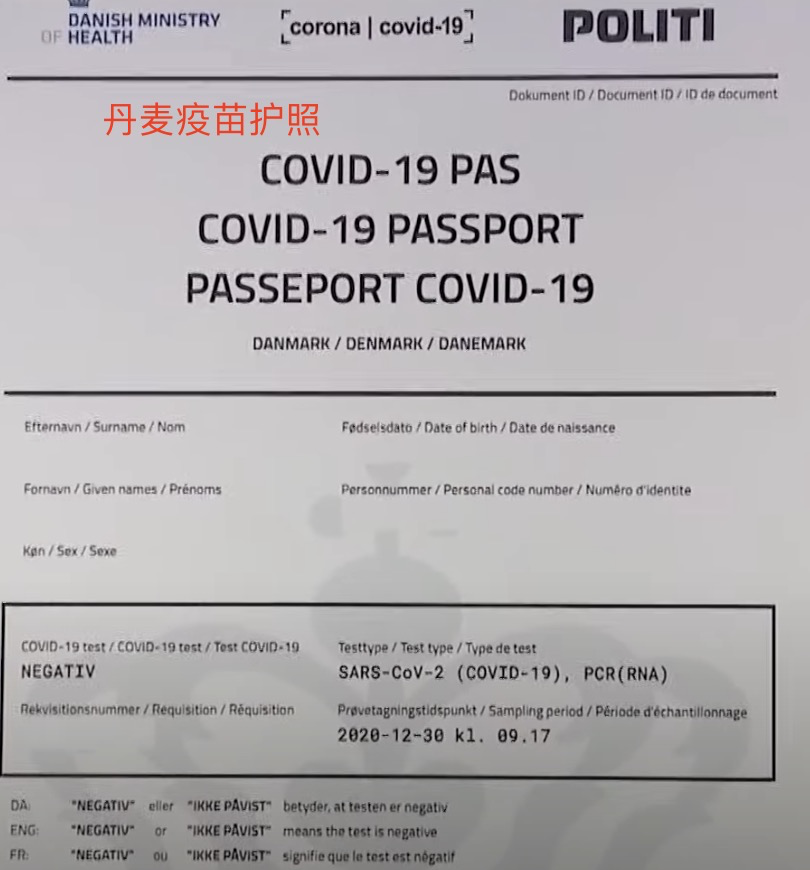 DANISH MINISTRY
OF HEALTH
corona | covid-19
POLITI
Dokument ID / Document ID / ID de document
丹麦疫苗护照
COVID-19 PAS
COVID-19 PASSPORT
PASSEPORT COVID-19
DANMARK / DENMARK / DANEMARK
Efternavn / Surname / Nom
Fødselsdato / Date of birth / Date de naissance
Fornavn / Given names / Prénoms
Personnummer / Personal code number / Numéro d'identite
Køn / Sex / Sexe
COVID-19 test / COVID-19 test / Test COVID-19
NEGATIV
Testtype / Test type / Type de test
SARS-CoV-2 (COVID-19), PCR(RNA)
Rekvisitionsnummer / Requisition / Réquisition
Prøvetagningstidspunkt / Sampling period / Période d'échantillonnage
2020-12-30 kl. 09.17
DA: "NEGATIV" eller "IKKE PÅVIST" betyder, at testen er negativ
ENG: "NEGATIV" or "IKKE PÅVIST" means the test is negative
FR: "NEGATIV" ou "IKKE PÅVIST" signifie que le test est négatif